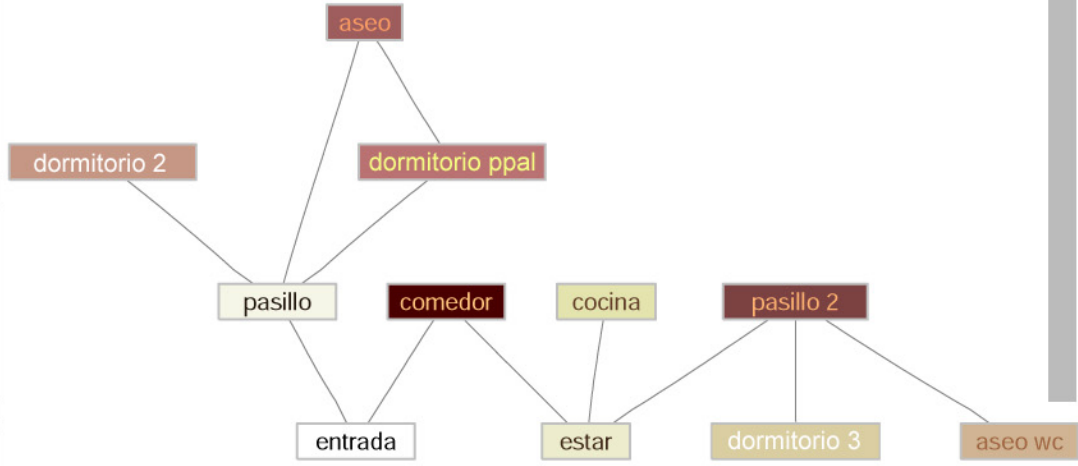 aseo
dormitorio 2
dormitorio ppal
pasillo
comedor
cocina
pasillo 2
entrada
estar
dormitorio 3
aseo wc